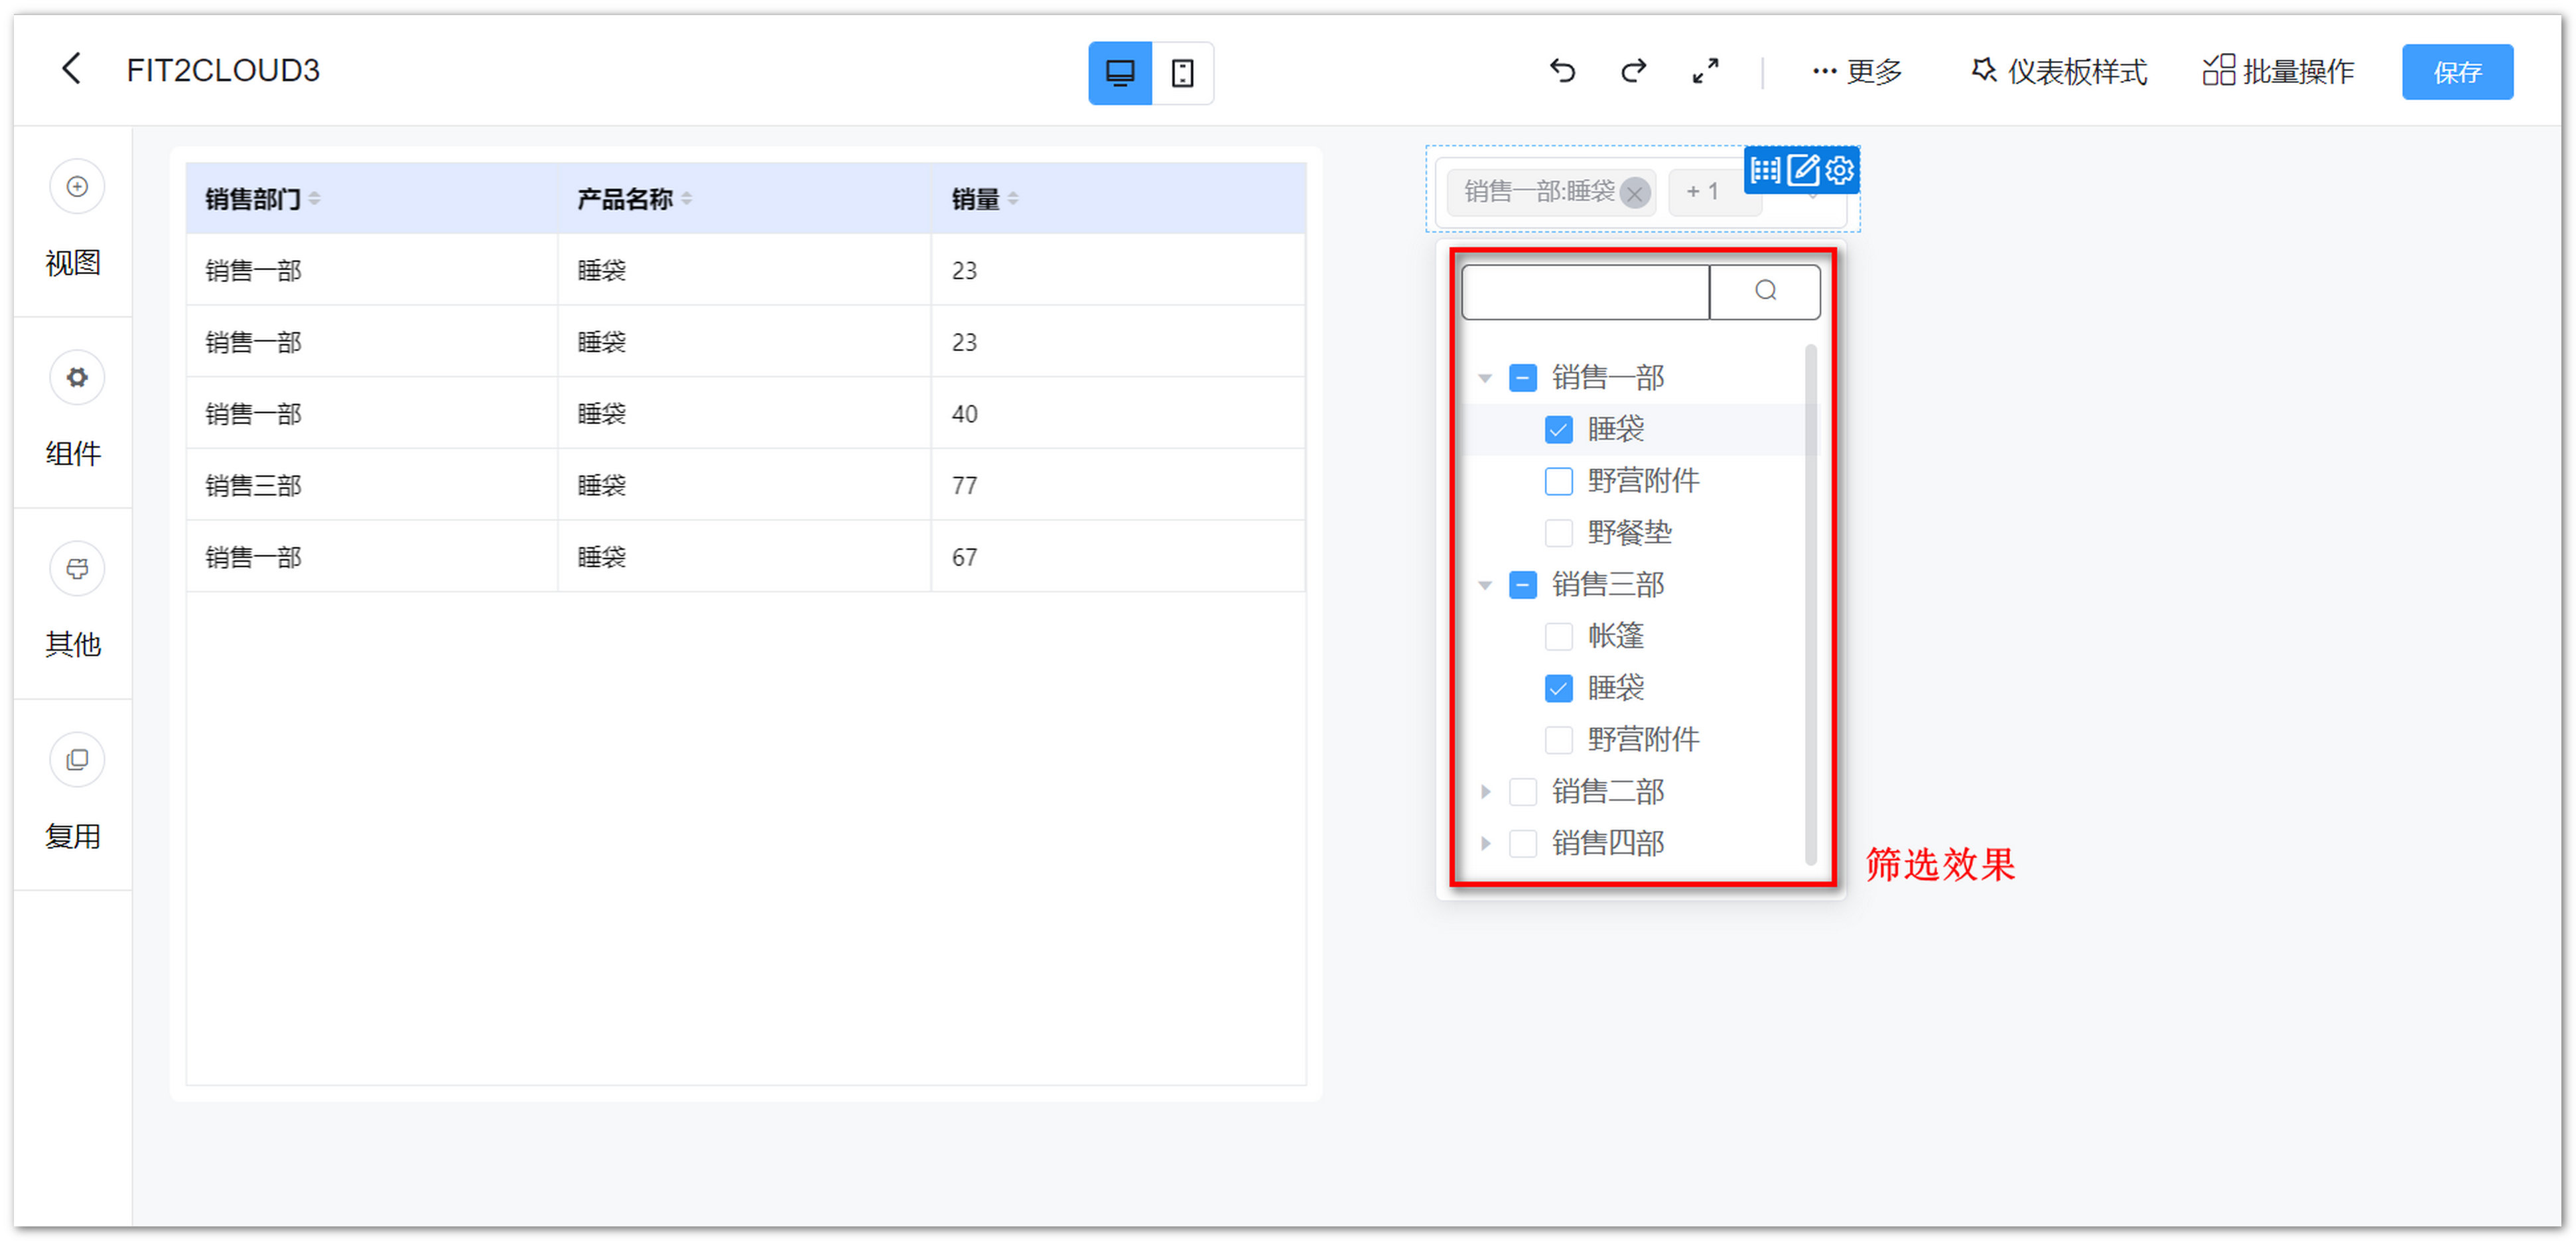 FIT2CLOUD3
更多
仪表板样式
批量操作
保存
视图
组件
其他
复用
销售部门 产品名称 销量
销售一部 睡袋 23
销售一部 睡袋 23
销售一部 睡袋 40
销售三部 睡袋 77
销售一部 睡袋 67
销售一部:睡袋 + 1
销售一部
睡袋
野营附件
野餐垫
销售三部
帐篷
睡袋
野营附件
销售二部
销售四部
筛选效果